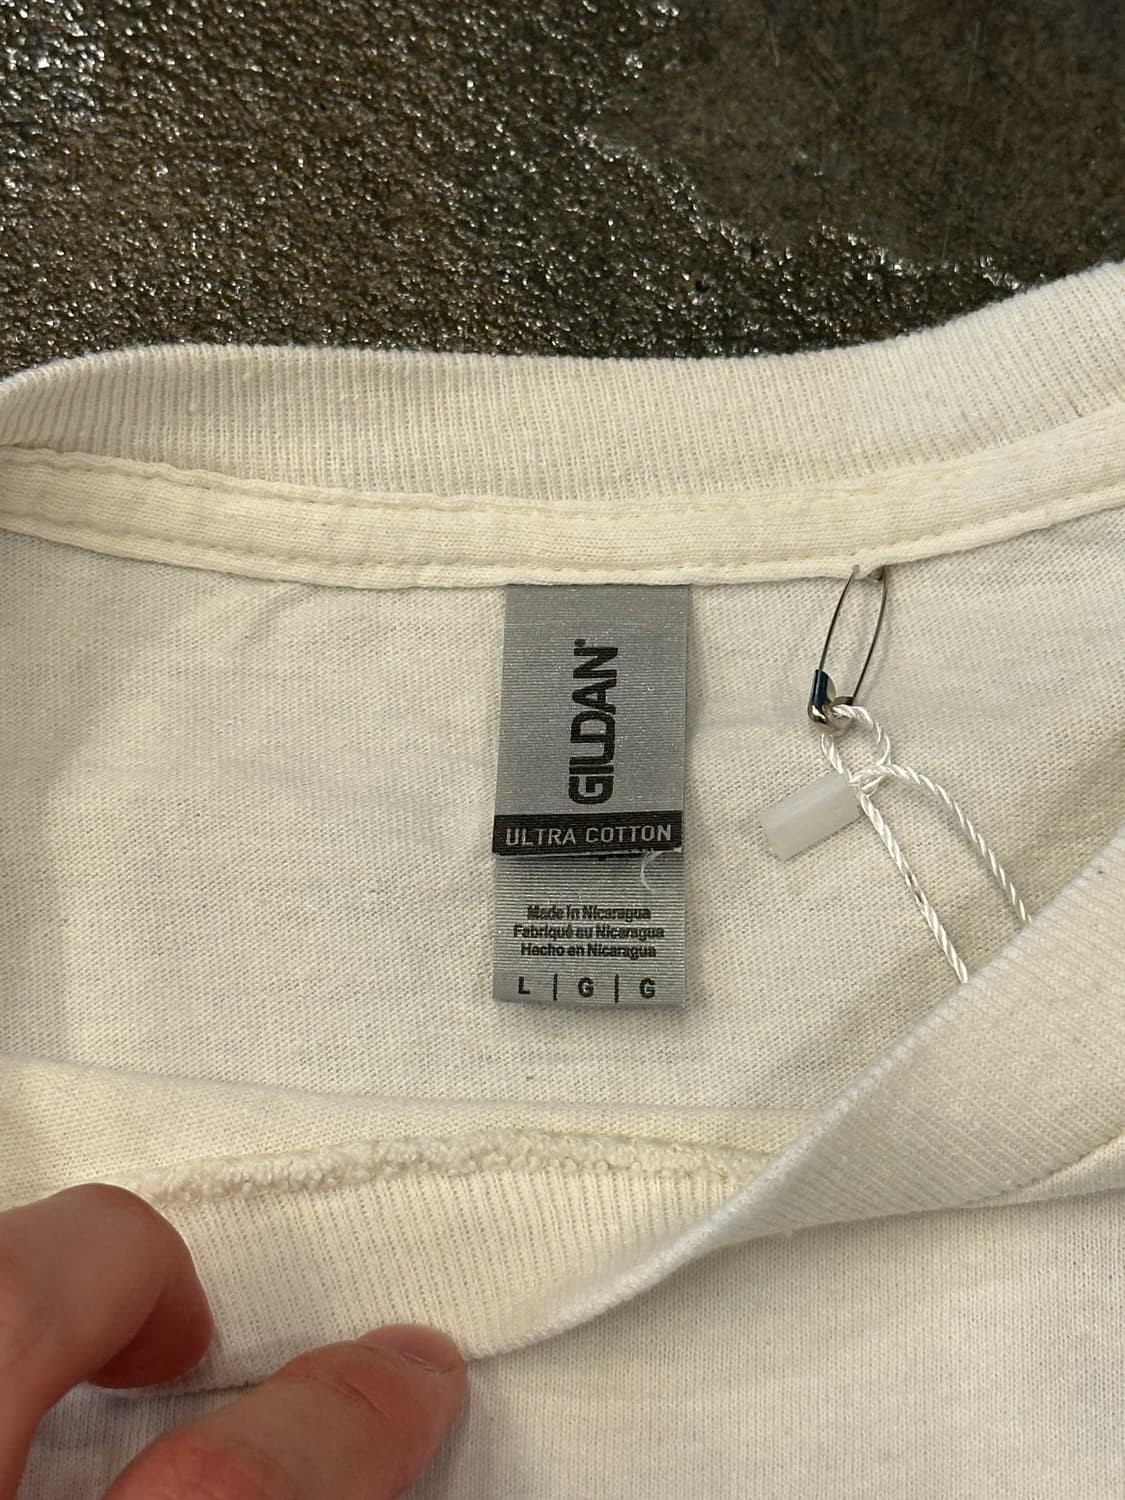 GILDAN®
ULTRA COTTON
Made in Nicaragua
Fabriqué au Nicaragua
Hecho en Nicaragua
L | G | G